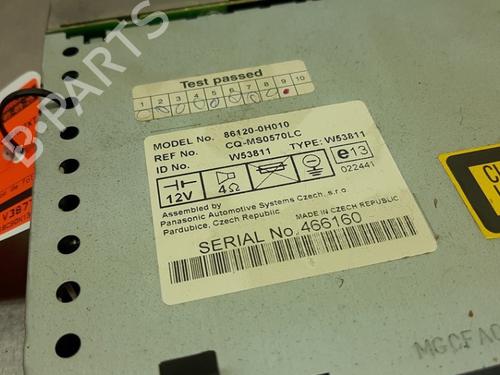 B-PARTS
Test passed
1 2 3 4 5 6 7 8 9 10
MODEL No. 86120-0H010
REF No. CQ-MS0570LC
ID No. W53811 TYPE: W53811
12V 4Ω e13
022441
Assembled by
Panasonic Automotive Systems Czech, s.r.o
Pardubice, Czech Republic MADE IN CZECH REPUBLIC
SERIAL No. 466160